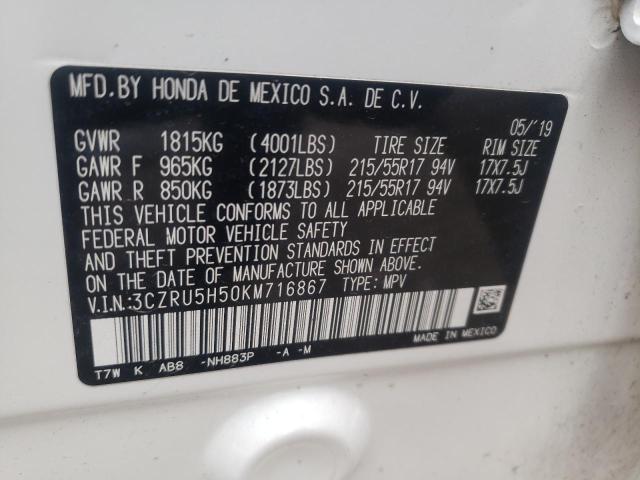 MFD. BY HONDA DE MEXICO S.A. DE C.V.
05/'19
GVWR 1815KG (4001LBS) TIRE SIZE RIM SIZE
GAWR F 965KG (2127LBS) 215/55R17 94V 17X7.5J
GAWR R 850KG (1873LBS) 215/55R17 94V 17X7.5J
THIS VEHICLE CONFORMS TO ALL APPLICABLE
FEDERAL MOTOR VEHICLE SAFETY
AND THEFT PREVENTION STANDARDS IN EFFECT
ON THE DATE OF MANUFACTURE SHOWN ABOVE.
V.I.N:3CZRU5H50KM716867 TYPE: MPV
T7W K AB8 -NH883P -A -M
MADE IN MEXICO